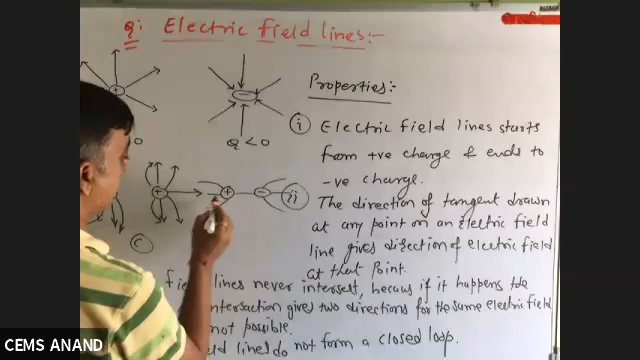 Q: Electric field lines:-
Properties:-
Q < 0
i Electric field lines starts
from +ve charge & ends to
-ve charge.
ii The direction of tangent drawn
at any point on an electric field
line gives direction of electric field
at that Point.
lines never intersect, becaus if it happens
intersection gives two directions for the same electric field
not possible.
lines do not form a closed loop.
C
CEMS ANAND